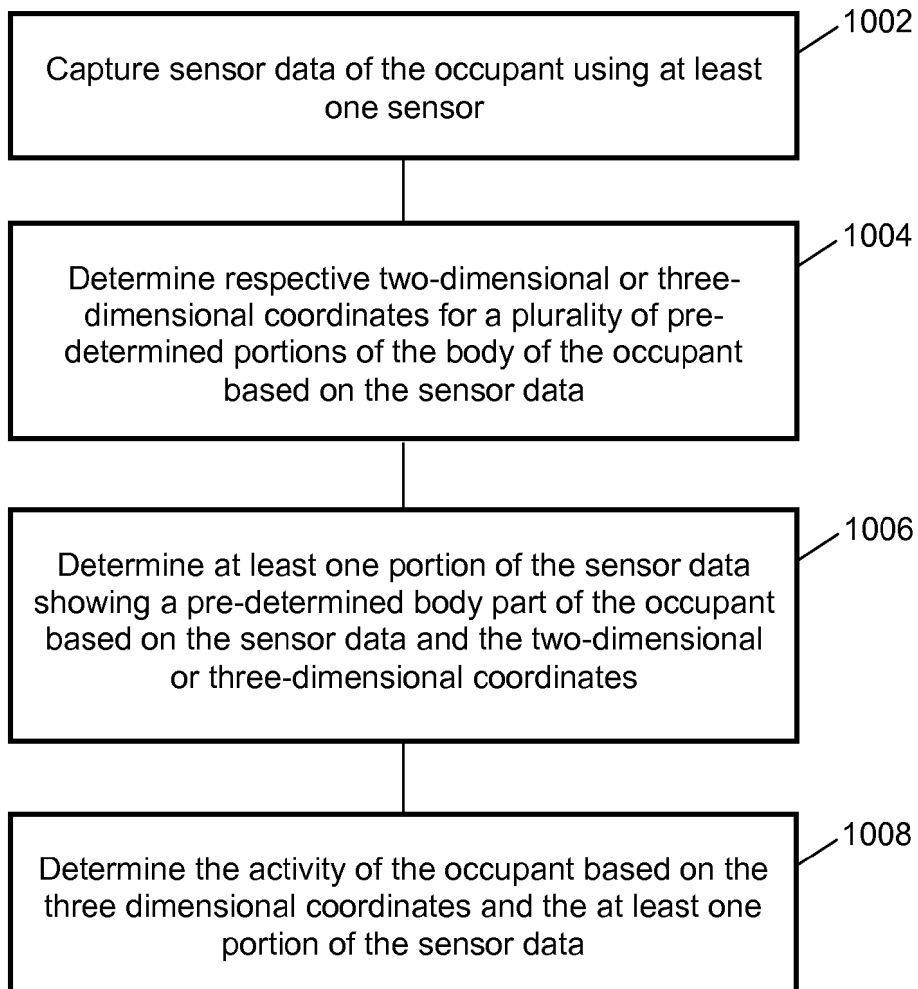 1002
Capture sensor data of the occupant using at least
one sensor
1004
Determine respective two-dimensional or three-
dimensional coordinates for a plurality of pre-
determined portions of the body of the occupant
based on the sensor data
1006
Determine at least one portion of the sensor data
showing a pre-determined body part of the occupant
based on the sensor data and the two-dimensional
or three-dimensional coordinates
1008
Determine the activity of the occupant based on the
three dimensional coordinates and the at least one
portion of the sensor data